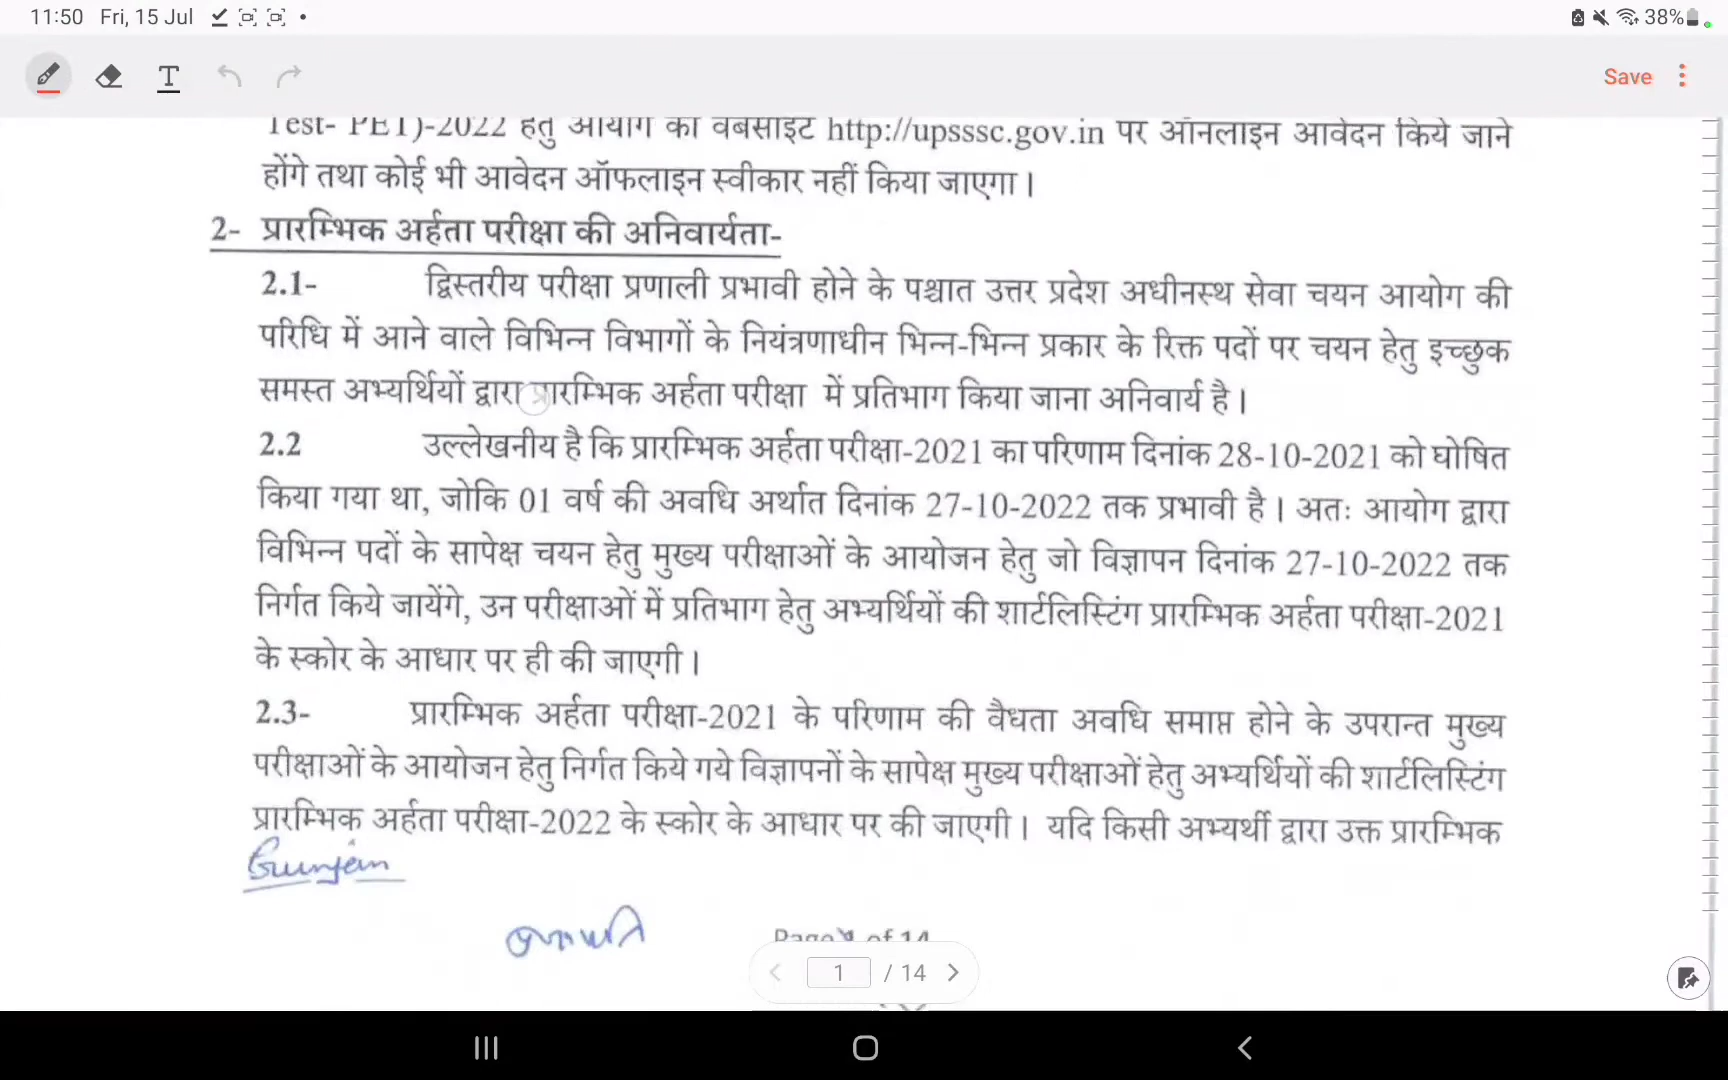 11:50 Fri, 15 Jul
38%
Save
Test- PET)-2022 हेतु आयोग की वेबसाइट http://upsssc.gov.in पर ऑनलाइन आवेदन किये जाने
होंगे तथा कोई भी आवेदन ऑफलाइन स्वीकार नहीं किया जाएगा।
2- प्रारम्भिक अर्हता परीक्षा की अनिवार्यता-
2.1- द्विस्तरीय परीक्षा प्रणाली प्रभावी होने के पश्चात उत्तर प्रदेश अधीनस्थ सेवा चयन आयोग की
परिधि में आने वाले विभिन्न विभागों के नियंत्रणाधीन भिन्न-भिन्न प्रकार के रिक्त पदों पर चयन हेतु इच्छुक
समस्त अभ्यर्थियों द्वारा प्रारम्भिक अर्हता परीक्षा में प्रतिभाग किया जाना अनिवार्य है।
2.2 उल्लेखनीय है कि प्रारम्भिक अर्हता परीक्षा-2021 का परिणाम दिनांक 28-10-2021 को घोषित
किया गया था, जोकि 01 वर्ष की अवधि अर्थात दिनांक 27-10-2022 तक प्रभावी है। अतः आयोग द्वारा
विभिन्न पदों के सापेक्ष चयन हेतु मुख्य परीक्षाओं के आयोजन हेतु जो विज्ञापन दिनांक 27-10-2022 तक
निर्गत किये जायेंगे, उन परीक्षाओं में प्रतिभाग हेतु अभ्यर्थियों की शार्टलिस्टिंग प्रारम्भिक अर्हता परीक्षा-2021
के स्कोर के आधार पर ही की जाएगी।
2.3- प्रारम्भिक अर्हता परीक्षा-2021 के परिणाम की वैधता अवधि समाप्त होने के उपरान्त मुख्य
परीक्षाओं के आयोजन हेतु निर्गत किये गये विज्ञापनों के सापेक्ष मुख्य परीक्षाओं हेतु अभ्यर्थियों की शार्टलिस्टिंग
प्रारम्भिक अर्हता परीक्षा-2022 के स्कोर के आधार पर की जाएगी। यदि किसी अभ्यर्थी द्वारा उक्त प्रारम्भिक
Gunjan
Page of 14
1 / 14